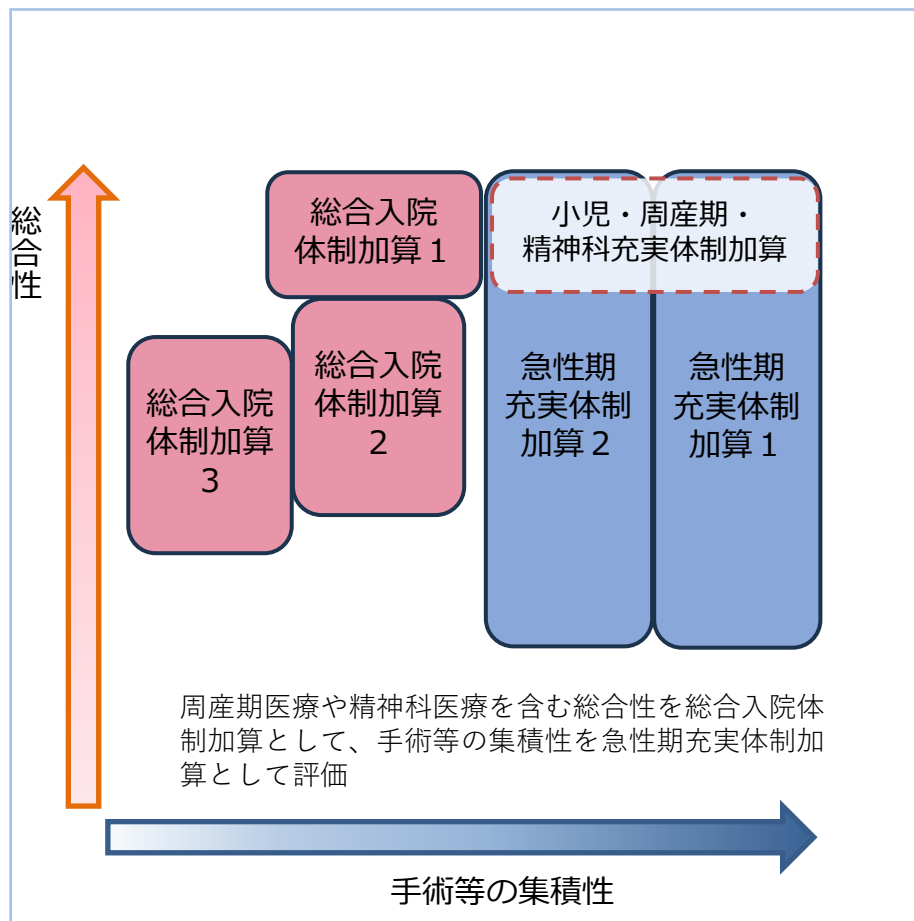 総合性
総合入院
体制加算1
小児・周産期・
精神科充実体制加算
総合入院
体制加算
3
総合入院
体制加算
2
急性期
充実体制
加算2
急性期
充実体制
加算1
周産期医療や精神科医療を含む総合性を総合入院体
制加算として、手術等の集積性を急性期充実体制加
算として評価
手術等の集積性